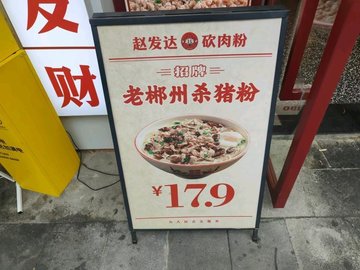 发
财
赵发达 砍肉粉
招牌
老郴州杀猪粉
¥17.9